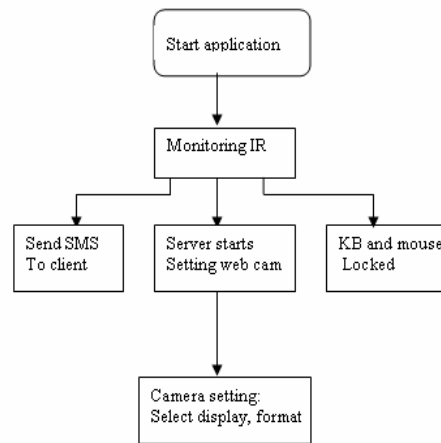 Start application
Monitoring IR
Send SMS
To client
Server starts
Setting web cam
KB and mouse
Locked
Camera setting:
Select display, format